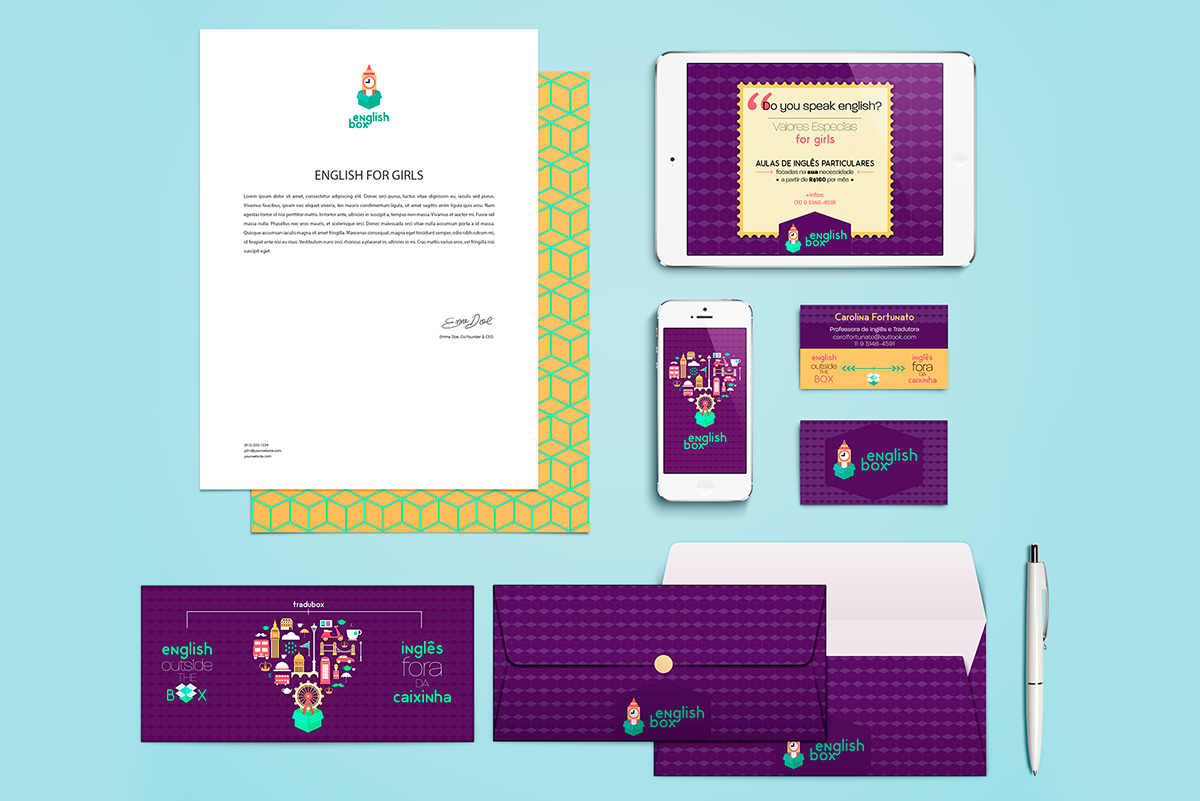 english
box
ENGLISH FOR GIRLS
Lorem ipsum dolor sit amet, consectetur adipiscing elit. Donec orci purus, luctus vitae dignissim eu, iaculis sed purus.
Vivamus faucibus, ipsum nec aliquet viverra, leo mauris condimentum ligula, sit amet sagittis enim ligula quis arcu. Nam
egestas tortor id nisi porttitor mattis. In tortor ante, ultricies in suscipit a, tempus non massa. Vivamus et auctor mi. Fusce vel
massa nulla. Phasellus nec eros mauris, et scelerisque orci. Donec malesuada orci vitae nulla accumsan porta a id massa.
Quisque accumsan iaculis magna sit amet fringilla. Maecenas consequat, magna eget tincidunt semper, odio nibh rutrum mi,
id feugiat ante nisi eu risus. Vestibulum nunc orci, rhoncus a placerat in, ultricies in mi. Cras mattis varius eros, vel fringilla nisi
suscipit eget.
Emma Doe
Emma Doe, Co Founder & CEO
(912) 555-1234
john@yourwebsite.com
yourwebsite.com
“Do you speak english?
Valores Especias
for girls
AULAS DE INGLÊS PARTICULARES
focadas na sua necessidade
• a partir de R$160 por mês •
+Infos:
(11) 9 5146-4591
english
box
english
box
Carolina Fortunato
Professora de Inglês e Tradutora
carolfortunato@outlook.com
11 9 5146-4591
english
outside
THE
BOX
inglês
fora
DA
caixinha
english
box
tradubox
english
outside
THE
BOX
inglês
fora
DA
caixinha
english
box
english
box